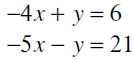 −4x + y = 6
−5x − y = 21